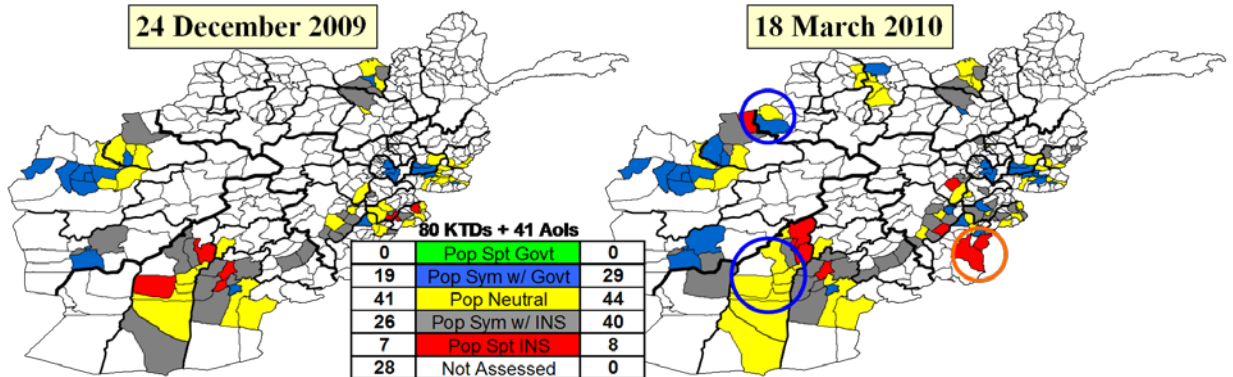 24 December 2009
18 March 2010
80 KTDs + 41 AoIs
0 Pop Spt Govt 0
19 Pop Sym w/ Govt 29
41 Pop Neutral 44
26 Pop Sym w/ INS 40
7 Pop Spt INS 8
28 Not Assessed 0